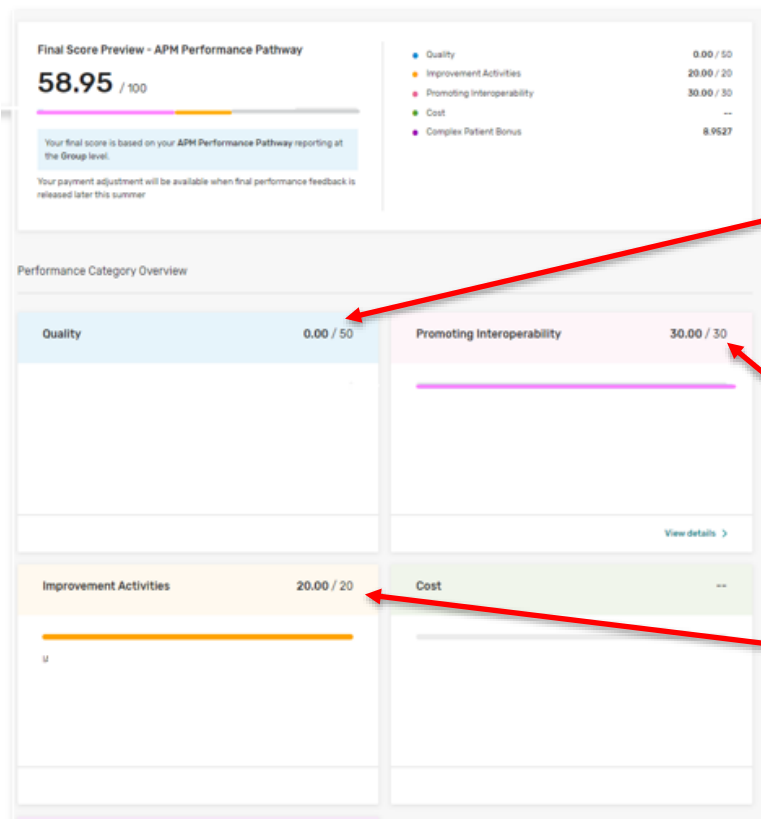 Final Score Preview - APM Performance Pathway
58.95 / 100
Your final score is based on your APM Performance Pathway reporting at
the Group level.
Your payment adjustment will be available when final performance feedback is
released later this summer
Quality 0.00 / 50
Improvement Activities 20.00 / 20
Promoting Interoperability 30.00 / 30
Cost --
Complex Patient Bonus 8.9527
Performance Category Overview
Quality 0.00 / 50
Promoting Interoperability 30.00 / 30
View details >
Improvement Activities 20.00 / 20
Cost --